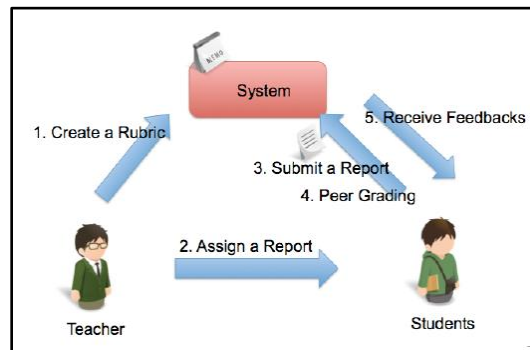 System
1. Create a Rubric
5. Receive Feedbacks
3. Submit a Report
4. Peer Grading
2. Assign a Report
Teacher
Students